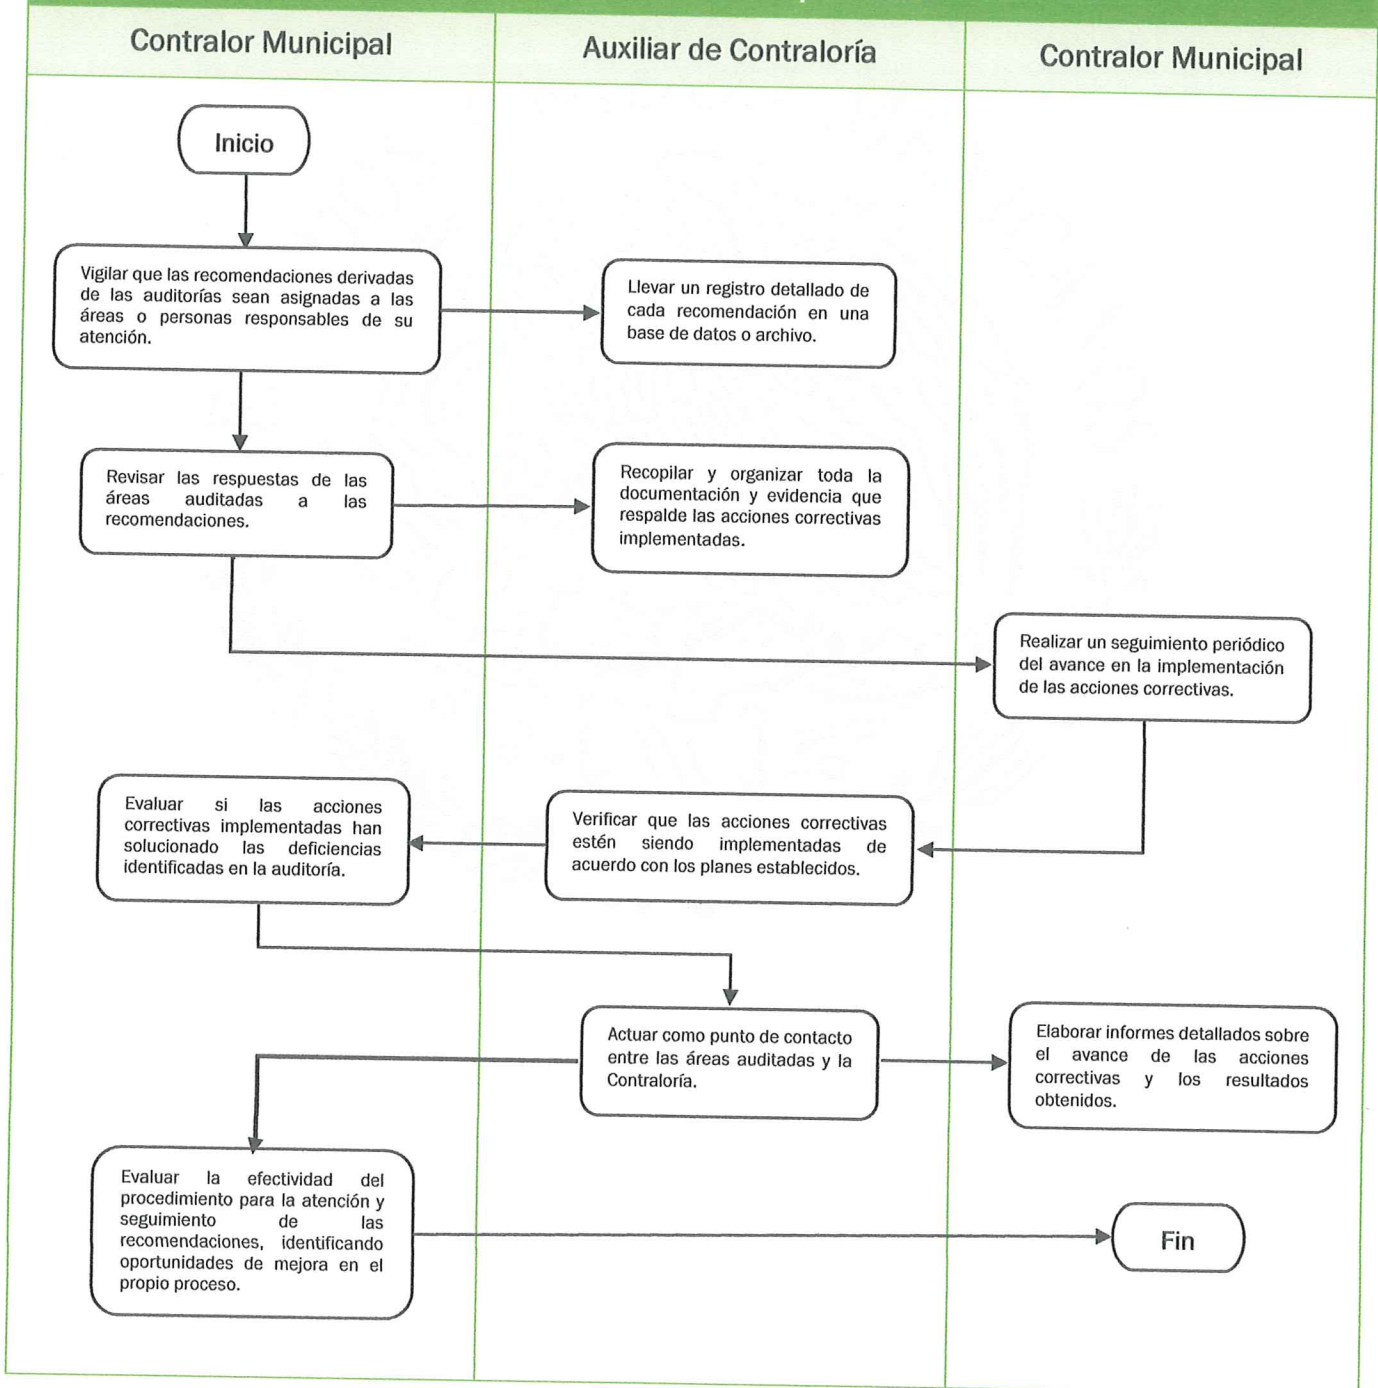 Contralor Municipal
Auxiliar de Contraloría
Contralor Municipal
Inicio
Vigilar que las recomendaciones derivadas
de las auditorías sean asignadas a las
áreas o personas responsables de su
atención.
Llevar un registro detallado de
cada recomendación en una
base de datos o archivo.
Revisar las respuestas de las
áreas auditadas a las
recomendaciones.
Recopilar y organizar toda la
documentación y evidencia que
respalde las acciones correctivas
implementadas.
Realizar un seguimiento periódico
del avance en la implementación
de las acciones correctivas.
Evaluar si las acciones
correctivas implementadas han
solucionado las deficiencias
identificadas en la auditoría.
Verificar que las acciones correctivas
estén siendo implementadas de
acuerdo con los planes establecidos.
Actuar como punto de contacto
entre las áreas auditadas y la
Contraloría.
Elaborar informes detallados sobre
el avance de las acciones
correctivas y los resultados
obtenidos.
Evaluar la efectividad del
procedimiento para la atención y
seguimiento de las
recomendaciones, identificando
oportunidades de mejora en el
propio proceso.
Fin